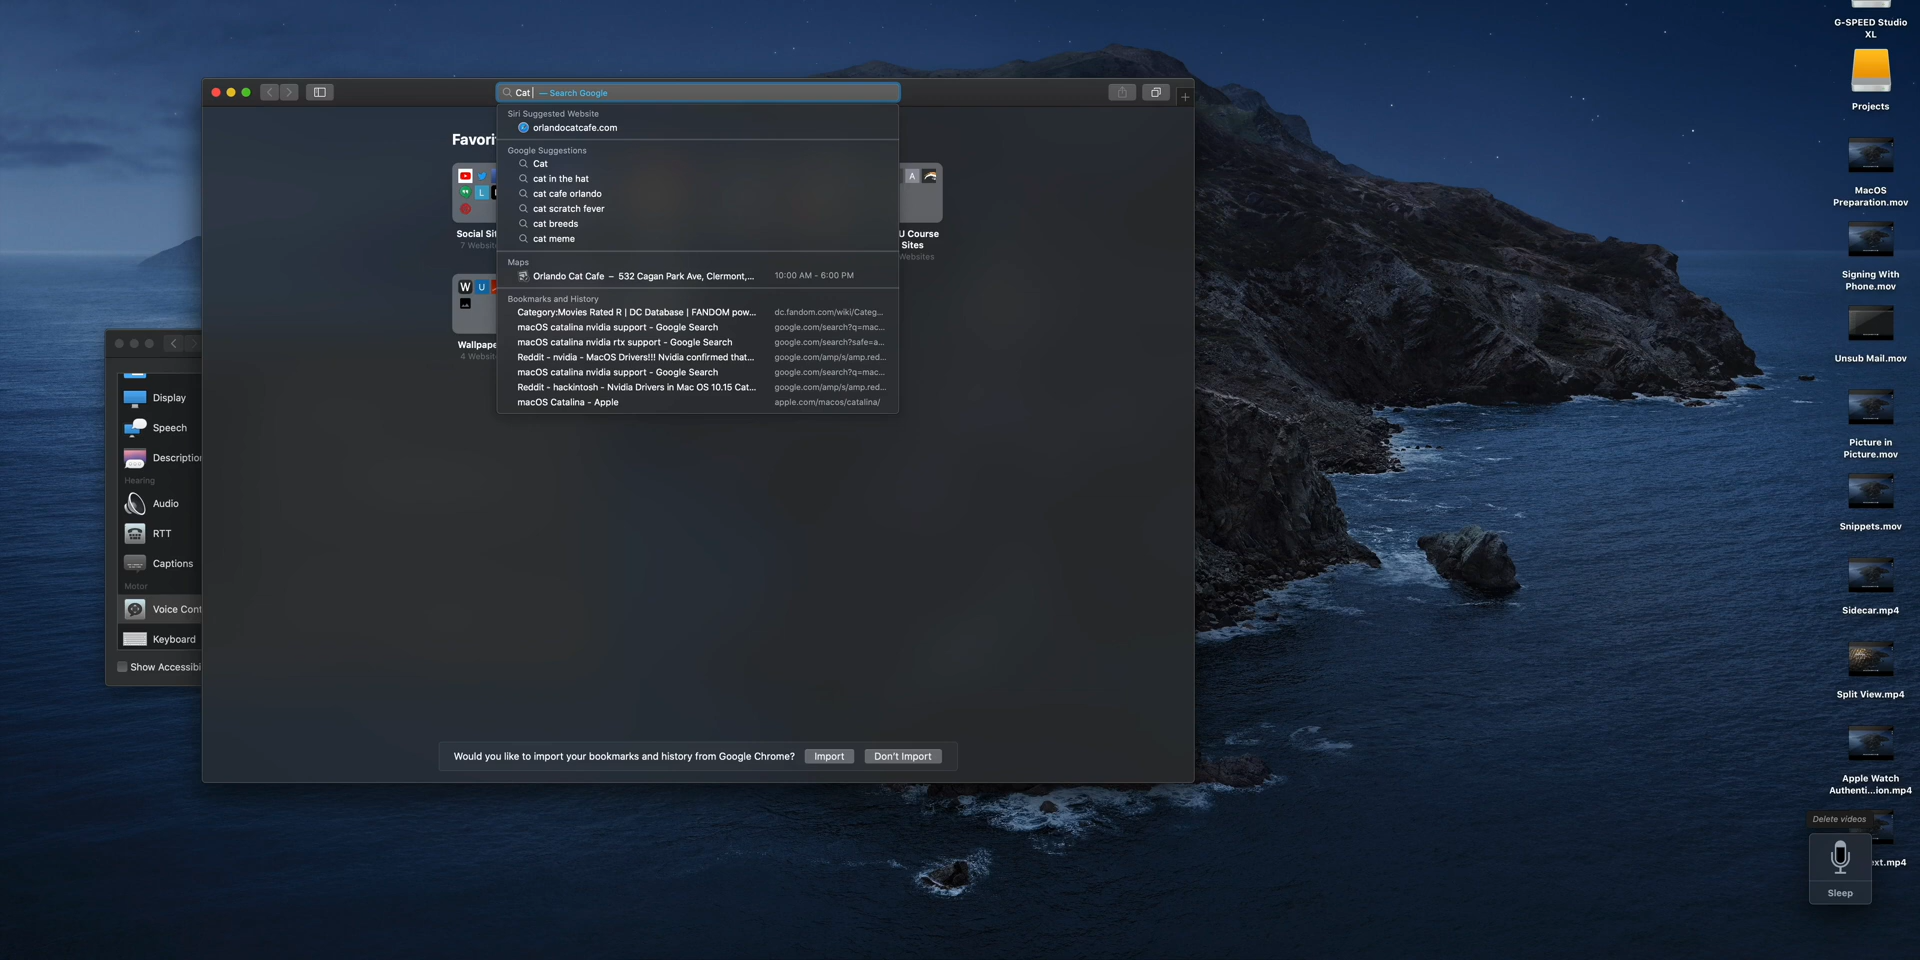 G-SPEED Studio
XL
Projects
MacOS
Preparation.mov
Signing With
Phone.mov
Unsub Mail.mov
Picture in
Picture.mov
Snippets.mov
Sidecar.mp4
Split View.mp4
Apple Watch
Authenti...ion.mp4
ext.mp4
Delete videos
Sleep
Cat — Search Google
Siri Suggested Website
orlandocatcafe.com
Google Suggestions
Cat
cat in the hat
cat cafe orlando
cat scratch fever
cat breeds
cat meme
Maps
Orlando Cat Cafe – 532 Cagan Park Ave, Clermont,... 10:00 AM - 6:00 PM
Bookmarks and History
Category:Movies Rated R | DC Database | FANDOM pow... dc.fandom.com/wiki/Categ...
macOS catalina nvidia support - Google Search google.com/search?q=mac...
macOS catalina nvidia rtx support - Google Search google.com/search?safe=a...
Reddit - nvidia - MacOS Drivers!!! Nvidia confirmed that... google.com/amp/s/amp.red...
macOS catalina nvidia support - Google Search google.com/search?q=mac...
Reddit - hackintosh - Nvidia Drivers in Mac OS 10.15 Cat... google.com/amp/s/amp.red...
macOS Catalina - Apple apple.com/macos/catalina/
Favori
Social Sit
7 Websit
L
A
U Course
Sites
Websites
W U
Wallpape
4 Websit
Would you like to import your bookmarks and history from Google Chrome? Import Don't Import
Display
Speech
Descriptio
Hearing
Audio
RTT
Captions
Motor
Voice Cont
Keyboard
Show Accessibi